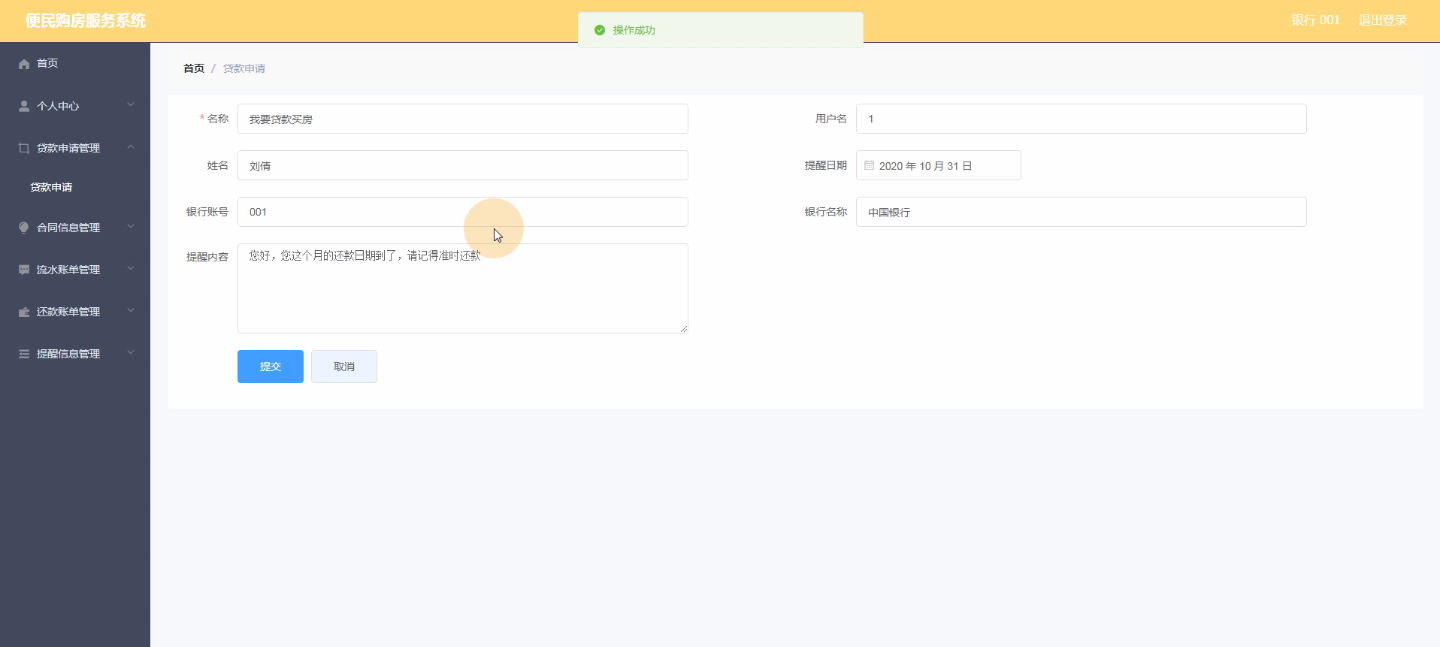 便民购房服务系统
操作成功
银行 001 退出登录
首页
个人中心
贷款申请管理
贷款申请
合同信息管理
流水账单管理
还款账单管理
提醒信息管理
首页 / 贷款申请
* 名称 我要贷款买房
用户名 1
姓名 刘倩
提醒日期 2020 年 10 月 31 日
银行账号 001
银行名称 中国银行
提醒内容 您好，您这个月的还款日期到了，请记得准时还款
提交 取消